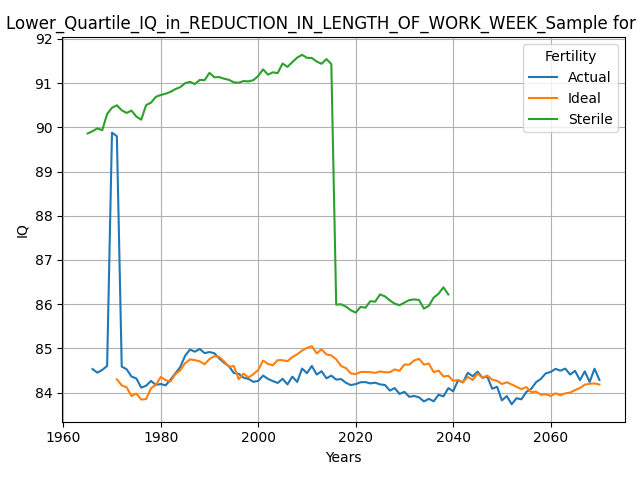 Lower_Quartile_IQ_in_REDUCTION_IN_LENGTH_OF_WORK_WEEK_Sample for
92
91
90
89
88
87
86
85
84
IQ
Fertility
Actual
Ideal
Sterile
1960
1980
2000
2020
2040
2060
Years